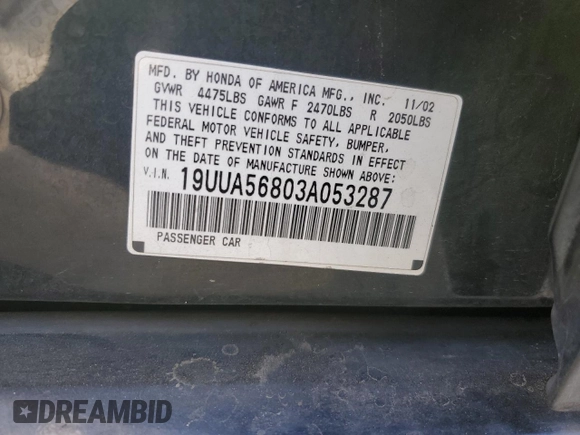 MFD. BY HONDA OF AMERICA MFG., INC. 11/02
GVWR 4475LBS GAWR F 2470LBS R 2050LBS
THIS VEHICLE CONFORMS TO ALL APPLICABLE
FEDERAL MOTOR VEHICLE SAFETY, BUMPER,
AND THEFT PREVENTION STANDARDS IN EFFECT
ON THE DATE OF MANUFACTURE SHOWN ABOVE:
V.I.N. 19UUA56803A053287
PASSENGER CAR
DREAMBID